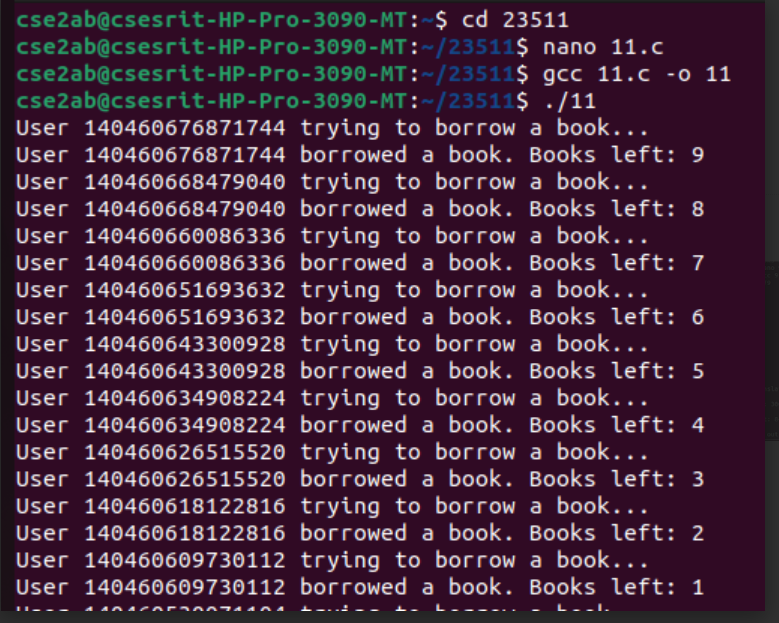 cse2ab@csesrit-HP-Pro-3090-MT:~$ cd 23511
cse2ab@csesrit-HP-Pro-3090-MT:~/23511$ nano 11.c
cse2ab@csesrit-HP-Pro-3090-MT:~/23511$ gcc 11.c -o 11
cse2ab@csesrit-HP-Pro-3090-MT:~/23511$ ./11
User 140460676871744 trying to borrow a book...
User 140460676871744 borrowed a book. Books left: 9
User 140460668479040 trying to borrow a book...
User 140460668479040 borrowed a book. Books left: 8
User 140460660086336 trying to borrow a book...
User 140460660086336 borrowed a book. Books left: 7
User 140460651693632 trying to borrow a book...
User 140460651693632 borrowed a book. Books left: 6
User 140460643300928 trying to borrow a book...
User 140460643300928 borrowed a book. Books left: 5
User 140460634908224 trying to borrow a book...
User 140460634908224 borrowed a book. Books left: 4
User 140460626515520 trying to borrow a book...
User 140460626515520 borrowed a book. Books left: 3
User 140460618122816 trying to borrow a book...
User 140460618122816 borrowed a book. Books left: 2
User 140460609730112 trying to borrow a book...
User 140460609730112 borrowed a book. Books left: 1